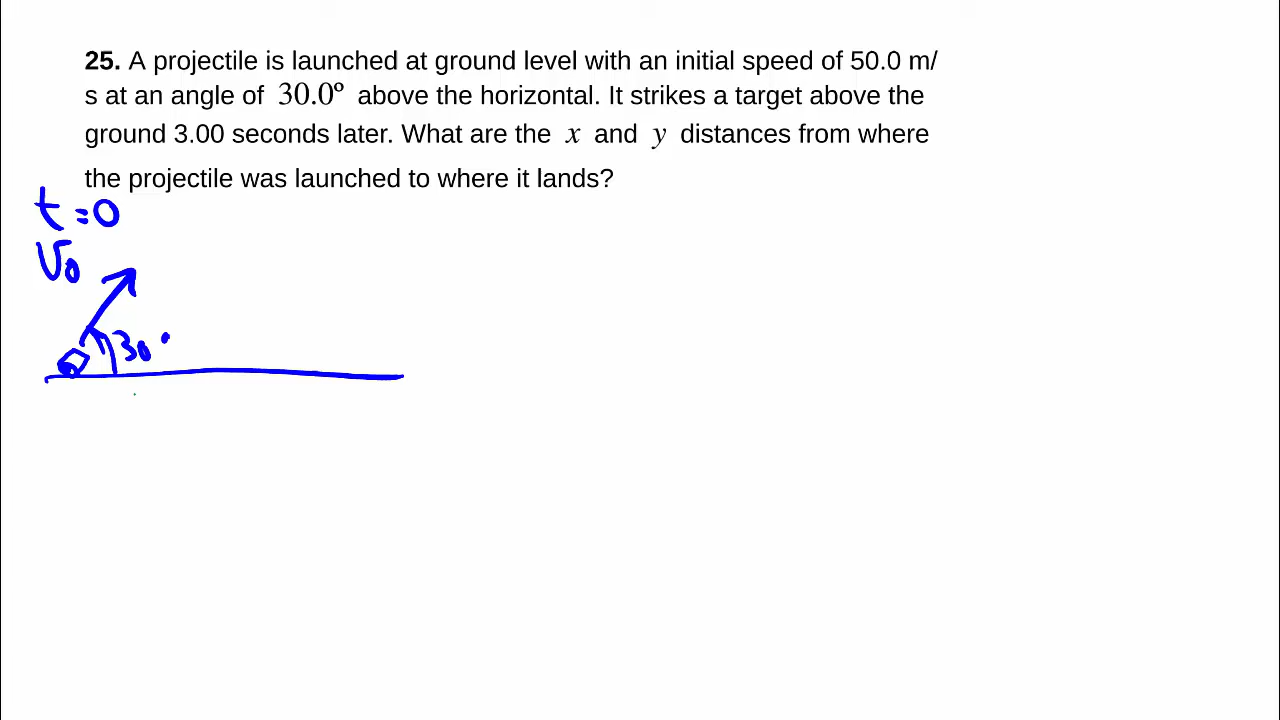 25. A projectile is launched at ground level with an initial speed of 50.0 m/
s at an angle of 30.0º above the horizontal. It strikes a target above the
ground 3.00 seconds later. What are the x and y distances from where
the projectile was launched to where it lands?
t=0
V₀
30°